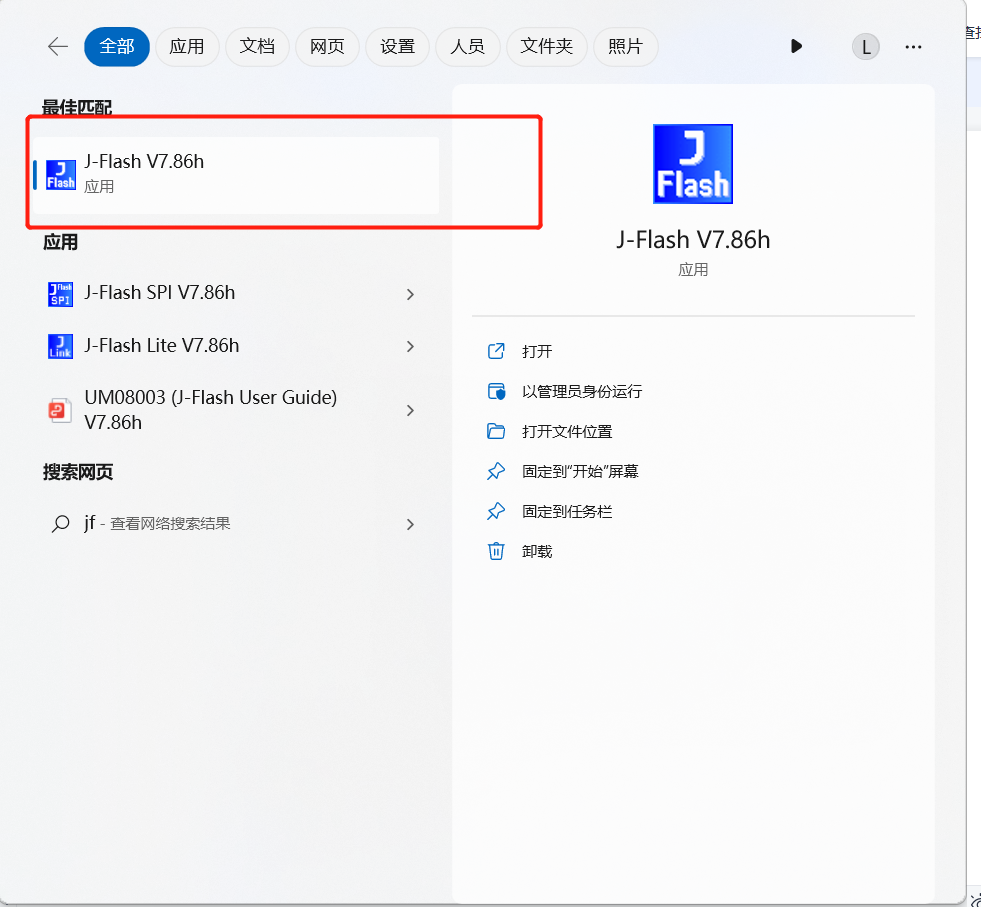 全部 应用 文档 网页 设置 人员 文件夹 照片 L
最佳匹配
J Flash
J-Flash V7.86h
应用
应用
J Flash SPI
J-Flash SPI V7.86h
J Link
J-Flash Lite V7.86h
UM08003 (J-Flash User Guide)
V7.86h
搜索网页
jf - 查看网络搜索结果
J
Flash
J-Flash V7.86h
应用
打开
以管理员身份运行
打开文件位置
固定到“开始”屏幕
固定到任务栏
卸载